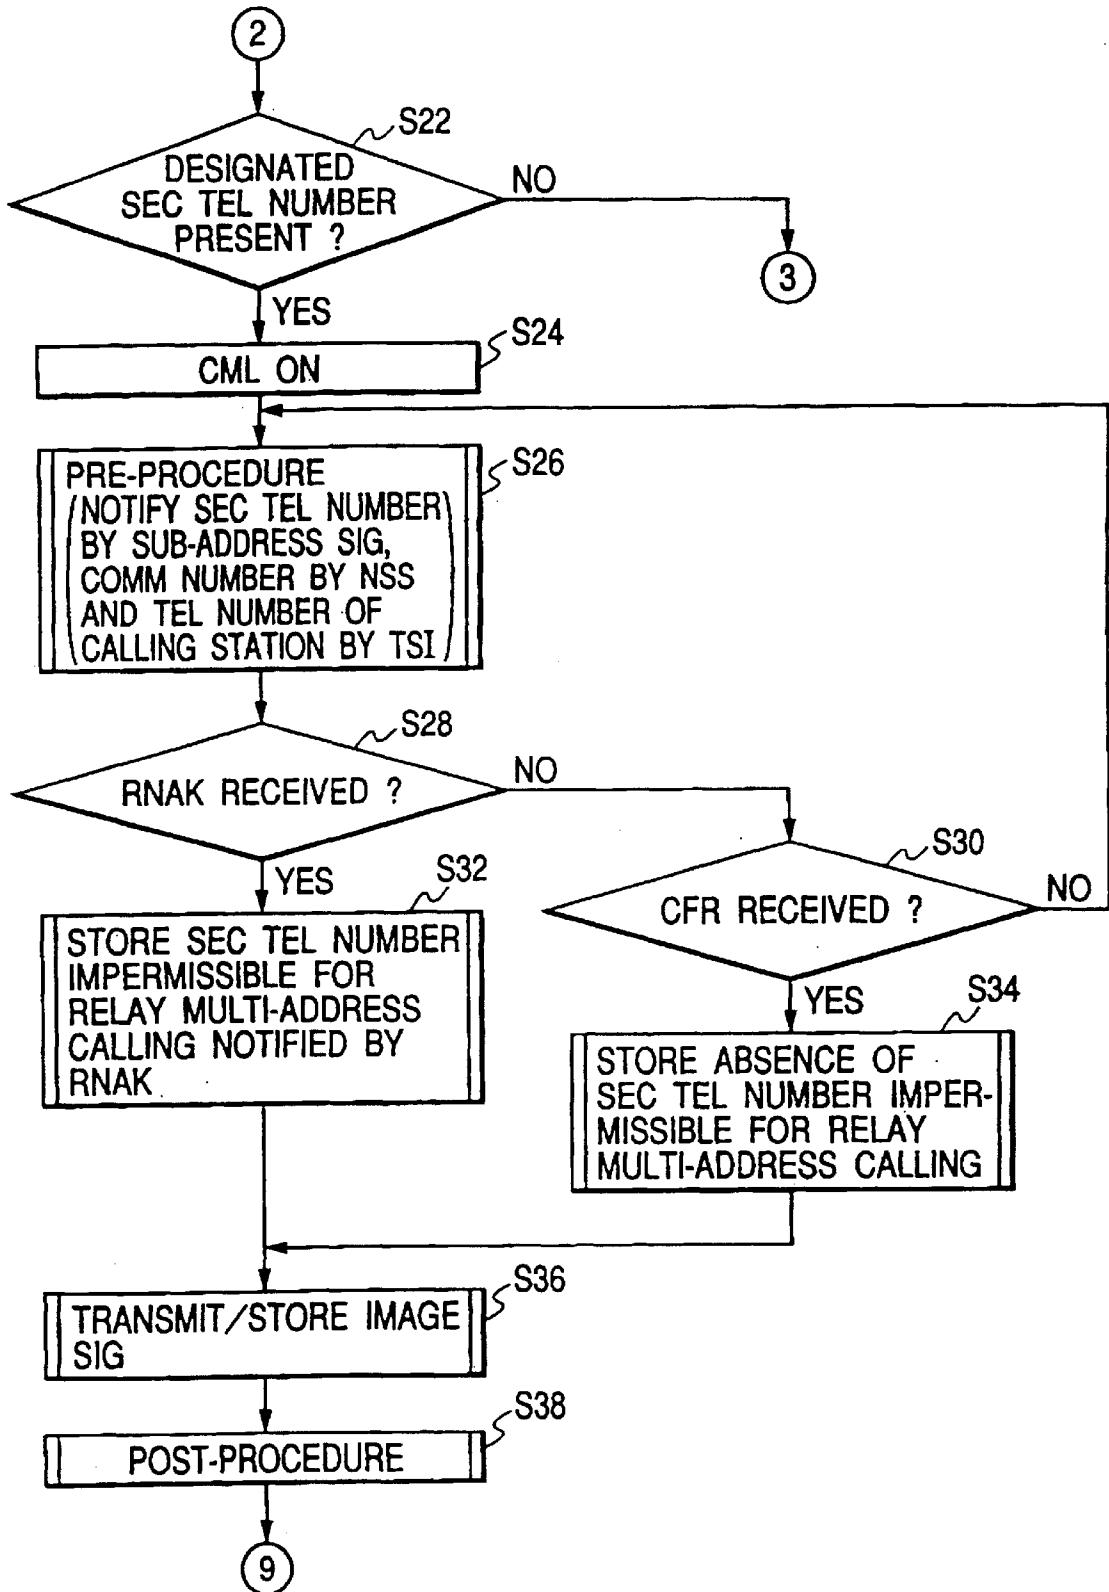 2
S22
DESIGNATED
SEC TEL NUMBER
PRESENT ?
NO
3
YES
S24
CML ON
S26
PRE-PROCEDURE
(NOTIFY SEC TEL NUMBER
BY SUB-ADDRESS SIG,
COMM NUMBER BY NSS
AND TEL NUMBER OF
CALLING STATION BY TSI)
S28
RNAK RECEIVED ?
NO
S30
CFR RECEIVED ?
NO
YES
S32
STORE SEC TEL NUMBER
IMPERMISSIBLE FOR
RELAY MULTI-ADDRESS
CALLING NOTIFIED BY
RNAK
YES
S34
STORE ABSENCE OF
SEC TEL NUMBER IMPER-
MISSIBLE FOR RELAY
MULTI-ADDRESS CALLING
S36
TRANSMIT/STORE IMAGE
SIG
S38
POST-PROCEDURE
9